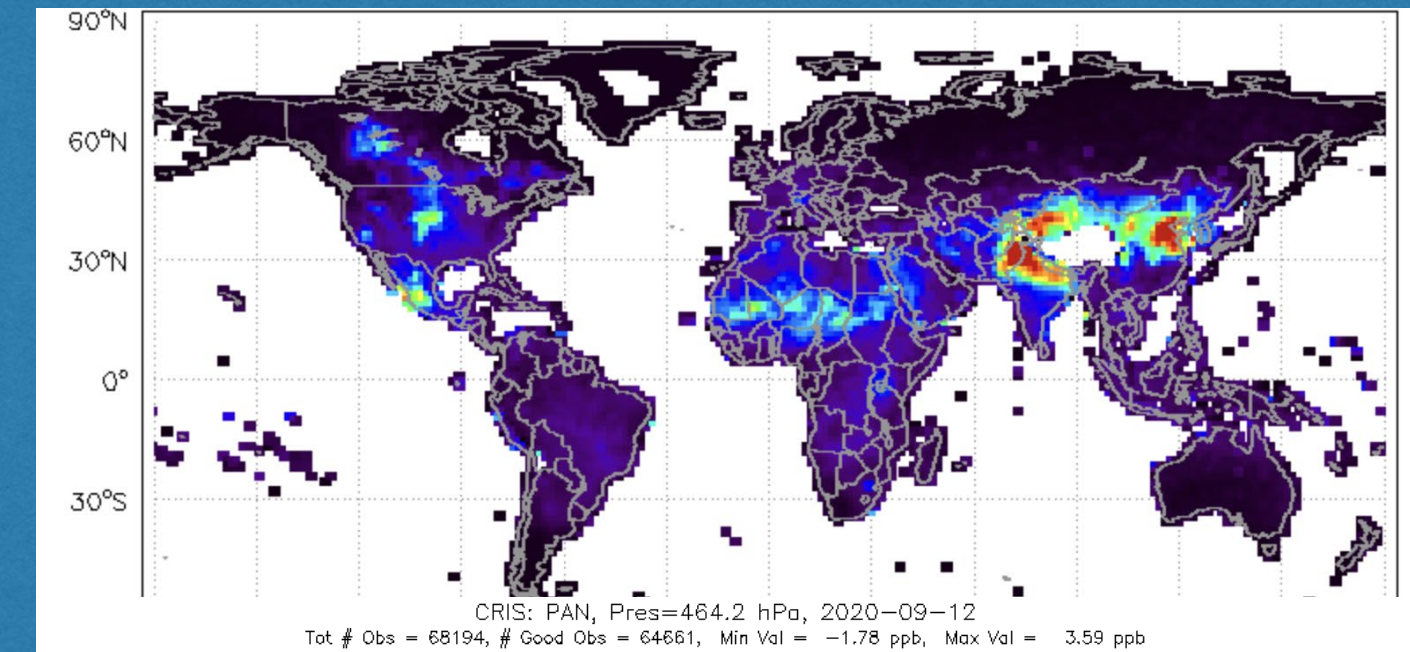 90°N
60°N
30°N
0°
30°S
CRIS: PAN, Pres=464.2 hPa, 2020-09-12
Tot # Obs = 68194, # Good Obs = 64661, Min Val = -1.78 ppb, Max Val = 3.59 ppb